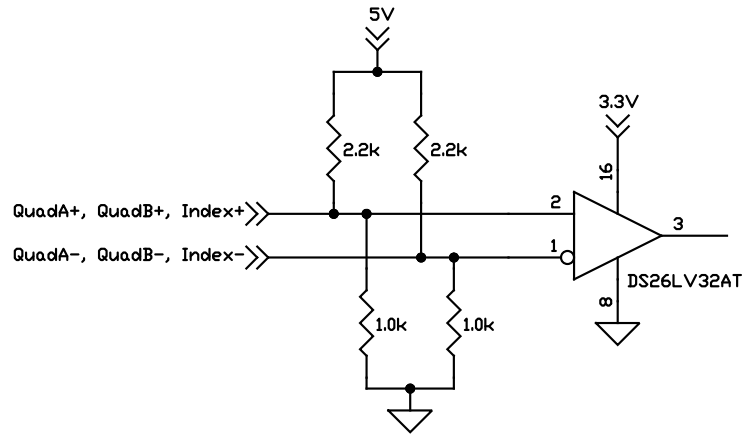 5V
3.3V
2.2k
2.2k
16
QuadA+, QuadB+, Index+
2
3
QuadA-, QuadB-, Index-
1
DS26LV32AT
8
1.0k
1.0k